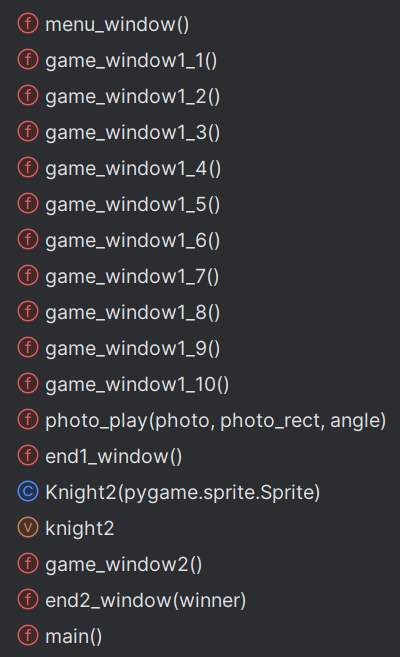 f menu_window()
f game_window1_1()
f game_window1_2()
f game_window1_3()
f game_window1_4()
f game_window1_5()
f game_window1_6()
f game_window1_7()
f game_window1_8()
f game_window1_9()
f game_window1_10()
f photo_play(photo, photo_rect, angle)
f end1_window()
C Knight2(pygame.sprite.Sprite)
v knight2
f game_window2()
f end2_window(winner)
f main()